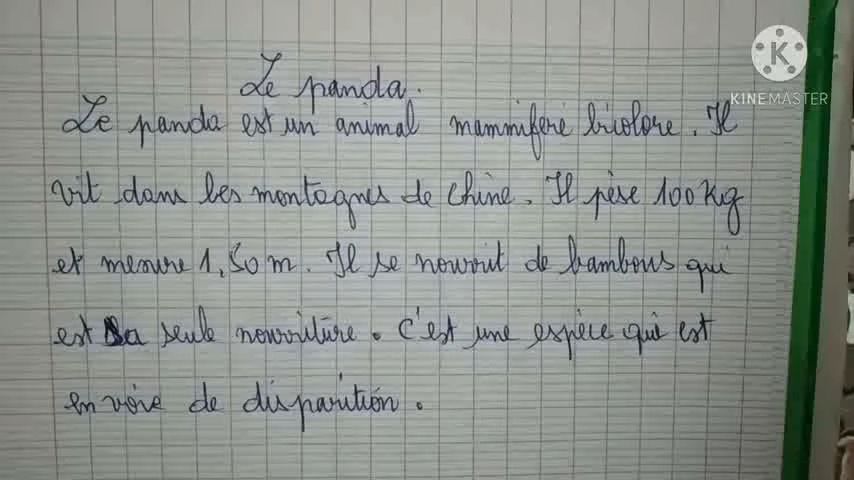 Le panda.
Le panda est un animal mammifère bicolore. Il
vit dans les montagnes de chine. Il pèse 100 kg
et mesure 1,50 m. Il se nourrit de bambous qui
est sa seule nourriture. C'est une espèce qui est
en voie de disparition.
K
KINEMASTER